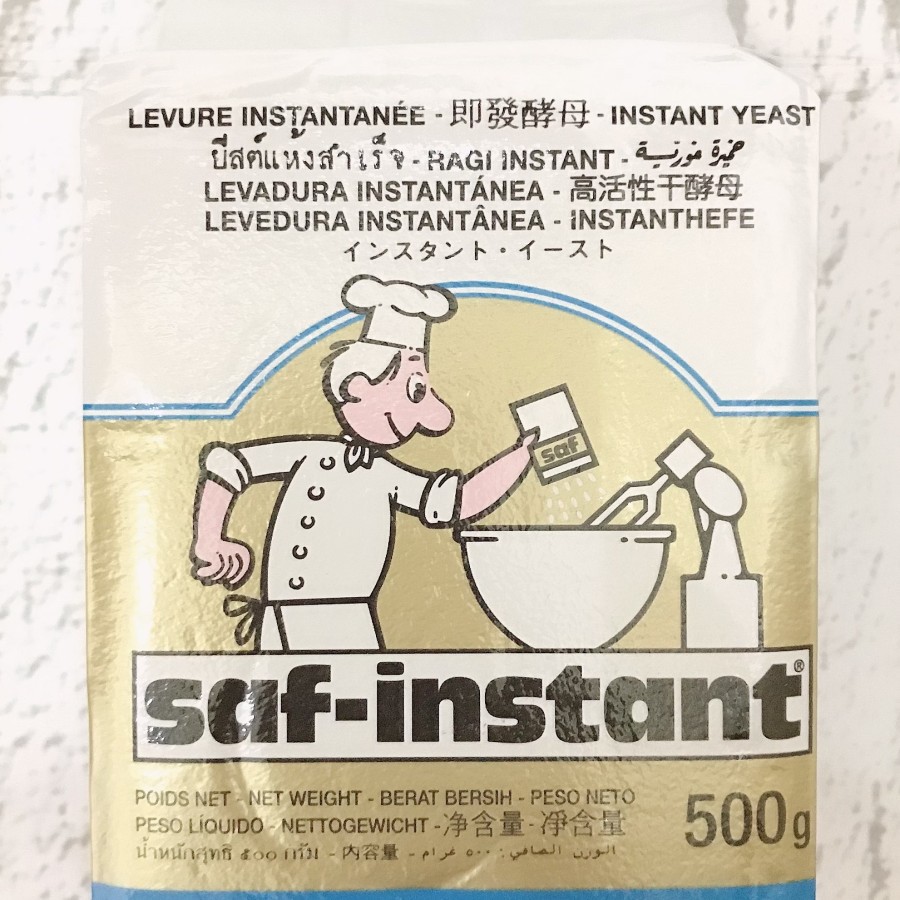 LEVURE INSTANTANÉE - 即發酵母 - INSTANT YEAST
ยีสต์แห้งสำเร็จ - RAGI INSTANT - خميرة فورية
LEVADURA INSTANTÁNEA - 高活性干酵母
LEVEDURA INSTANTÂNEA - INSTANTHEFE
インスタント・イースト
saf
saf-instant®
POIDS NET - NET WEIGHT - BERAT BERSIH - PESO NETO
PESO LÍQUIDO - NETTOGEWICHT - 净含量 - 凈含量
500g
น้ำหนักสุทธิ ๕๐๐ กรัม - 内容量 - الوزن الصافي : ٥٠٠ غرام